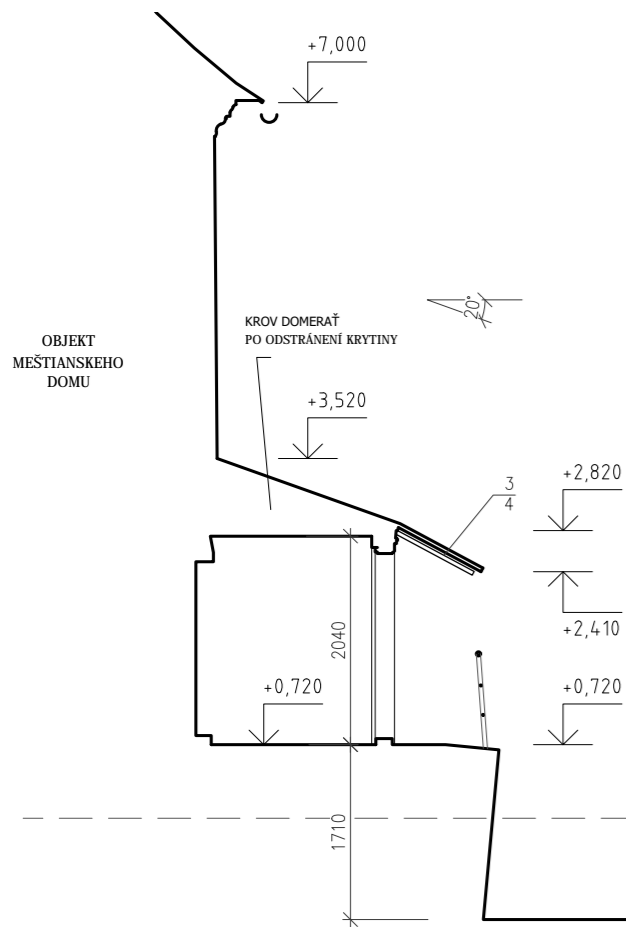 +7,000
20°
KROV DOMERAŤ
PO ODSTRÁNENÍ KRYTINY
OBJEKT
MEŠTIANSKEHO
DOMU
+3,520
3
4
+2,820
+2,410
2040
+0,720
+0,720
1710